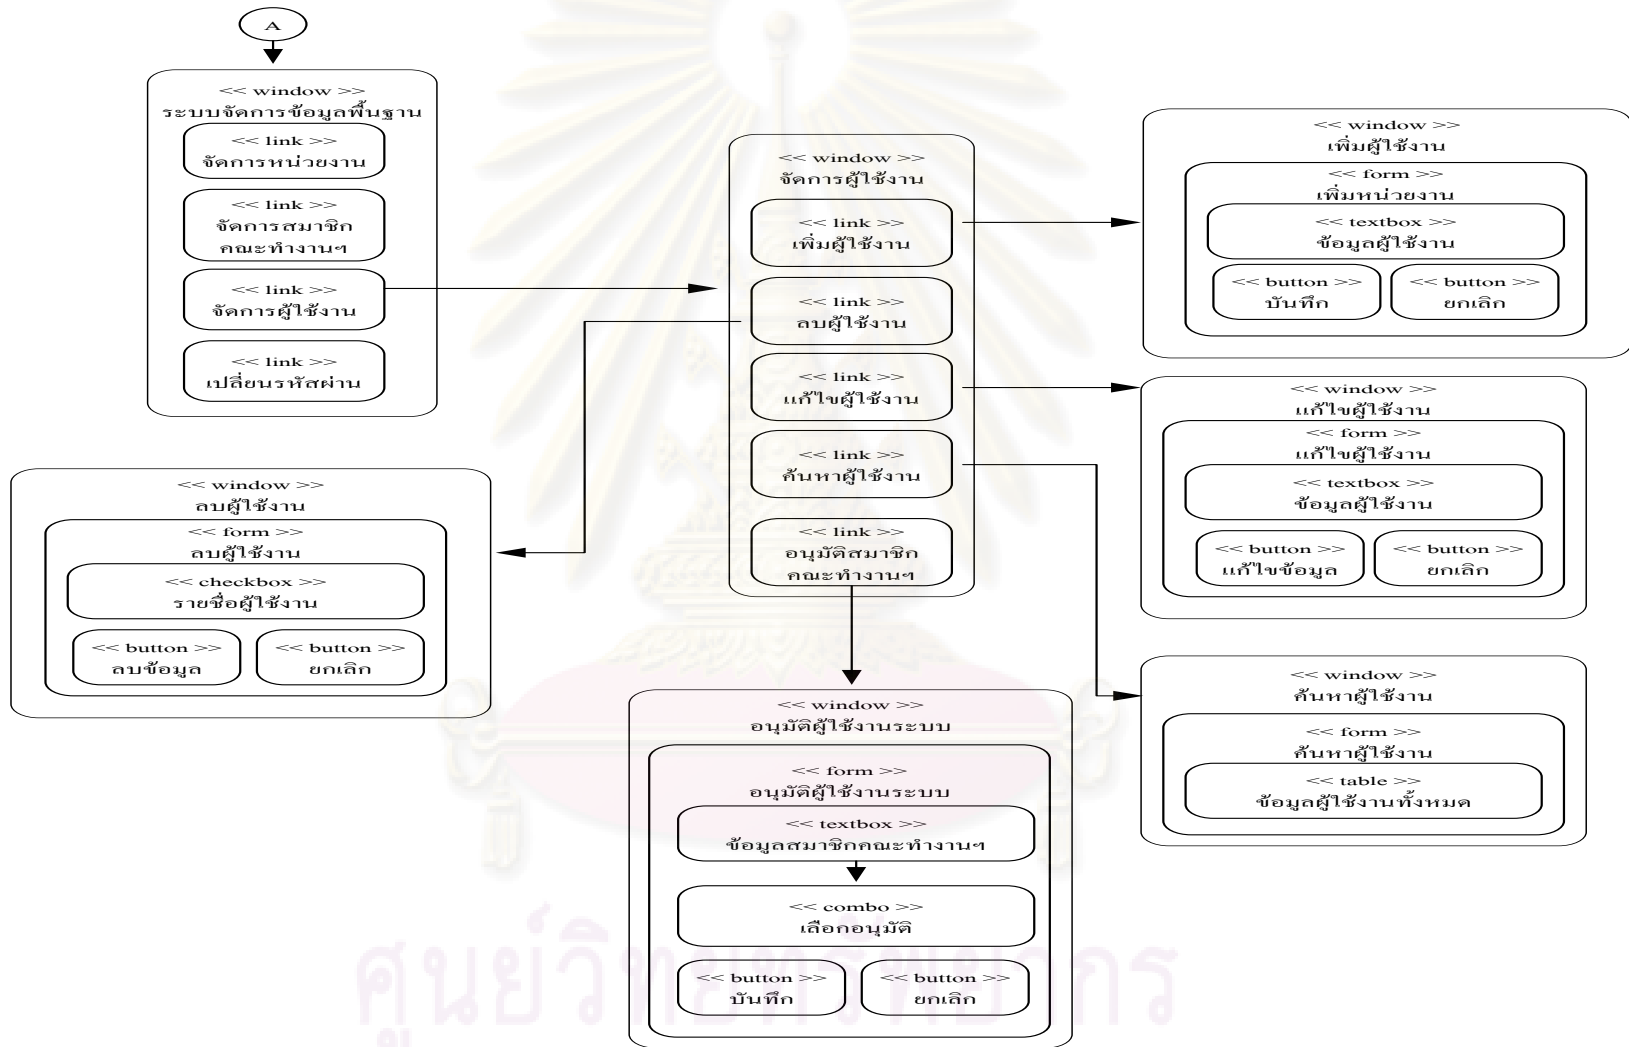 A
<< window >>
ระบบจัดการข้อมูลพื้นฐาน
<< link >>
จัดการหน่วยงาน
<< link >>
จัดการสมาชิก
คณะทำงานฯ
<< link >>
จัดการผู้ใช้งาน
<< link >>
เปลี่ยนรหัสผ่าน
<< window >>
จัดการผู้ใช้งาน
<< link >>
เพิ่มผู้ใช้งาน
<< link >>
ลบผู้ใช้งาน
<< link >>
แก้ไขผู้ใช้งาน
<< link >>
ค้นหาผู้ใช้งาน
<< link >>
อนุมัติสมาชิก
คณะทำงานฯ
<< window >>
เพิ่มผู้ใช้งาน
<< form >>
เพิ่มหน่วยงาน
<< textbox >>
ข้อมูลผู้ใช้งาน
<< button >>
บันทึก
<< button >>
ยกเลิก
<< window >>
แก้ไขผู้ใช้งาน
<< form >>
แก้ไขผู้ใช้งาน
<< textbox >>
ข้อมูลผู้ใช้งาน
<< button >>
แก้ไขข้อมูล
<< button >>
ยกเลิก
<< window >>
ลบผู้ใช้งาน
<< form >>
ลบผู้ใช้งาน
<< checkbox >>
รายชื่อผู้ใช้งาน
<< button >>
ลบข้อมูล
<< button >>
ยกเลิก
<< window >>
ค้นหาผู้ใช้งาน
<< form >>
ค้นหาผู้ใช้งาน
<< table >>
ข้อมูลผู้ใช้งานทั้งหมด
<< window >>
อนุมัติผู้ใช้งานระบบ
<< form >>
อนุมัติผู้ใช้งานระบบ
<< textbox >>
ข้อมูลสมาชิกคณะทำงานฯ
<< combo >>
เลือกอนุมัติ
<< button >>
บันทึก
<< button >>
ยกเลิก
ศูนย์วิทยทรัพยากร